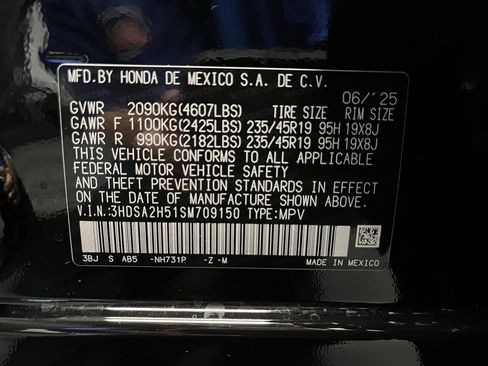 MFD.BY HONDA DE MEXICO S.A. DE C.V.
06/'25
GVWR 2090KG(4607LBS) TIRE SIZE RIM SIZE
GAWR F 1100KG(2425LBS) 235/45R19 95H 19X8J
GAWR R 990KG(2182LBS) 235/45R19 95H 19X8J
THIS VEHICLE CONFORMS TO ALL APPLICABLE
FEDERAL MOTOR VEHICLE SAFETY
AND THEFT PREVENTION STANDARDS IN EFFECT
ON THE DATE OF MANUFACTURE SHOWN ABOVE.
V.I.N.:3HDSA2H51SM709150 TYPE:MPV
3BJ S AB5 -NH731P -Z -M
MADE IN MEXICO